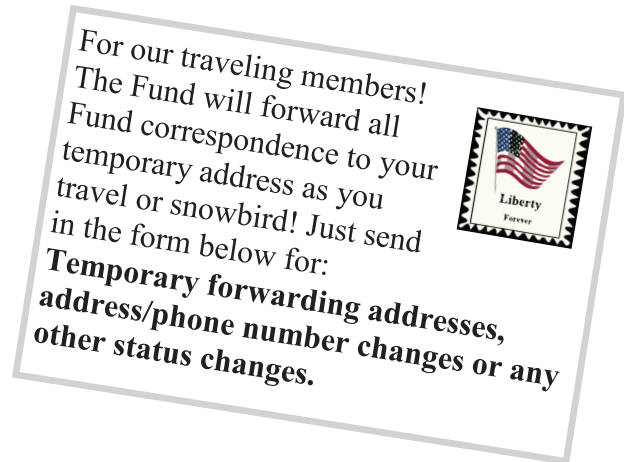 For our traveling members!
The Fund will forward all
Fund correspondence to your
temporary address as you
travel or snowbird! Just send
in the form below for:
Temporary forwarding addresses,
address/phone number changes or any
other status changes.
Liberty
Forever